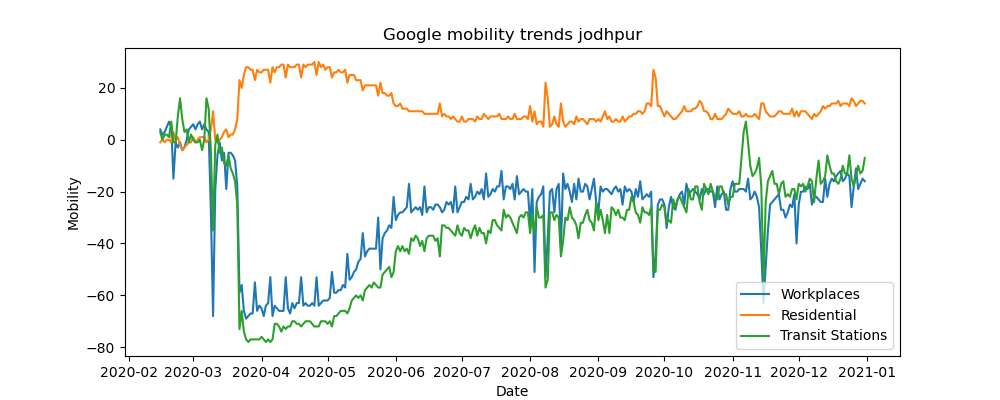 Google mobility trends jodhpur
Mobility
20
0
−20
−40
−60
−80
Workplaces
Residential
Transit Stations
2020-02 2020-03 2020-04 2020-05 2020-06 2020-07 2020-08 2020-09 2020-10 2020-11 2020-12 2021-01
Date